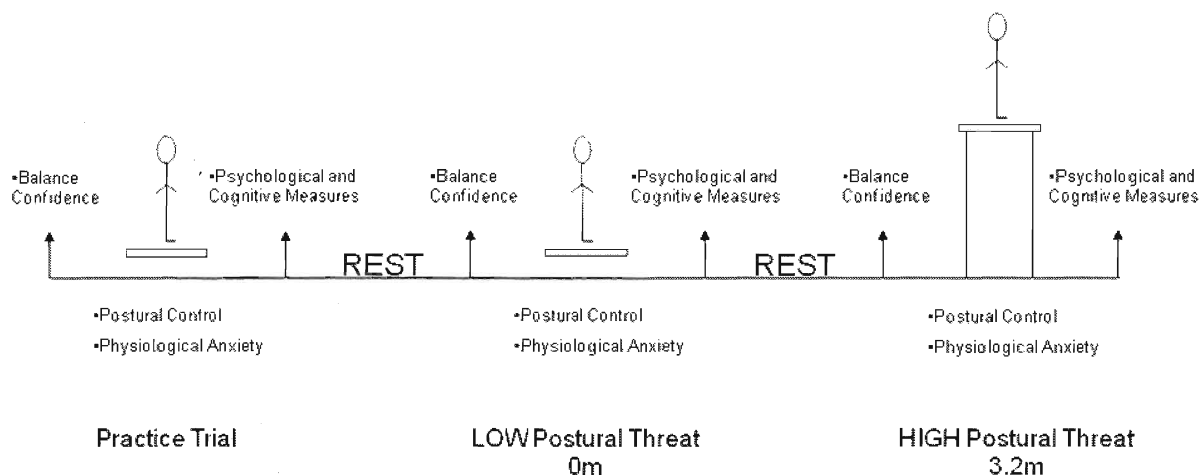 •Balance
Confidence
•Psychological and
Cognitive Measures
•Balance
Confidence
•Psychological and
Cognitive Measures
•Balance
Confidence
•Psychological and
Cognitive Measures
REST
REST
•Postural Control
•Physiological Anxiety
•Postural Control
•Physiological Anxiety
•Postural Control
•Physiological Anxiety
Practice Trial
LOW Postural Threat
0m
HIGH Postural Threat
3.2m